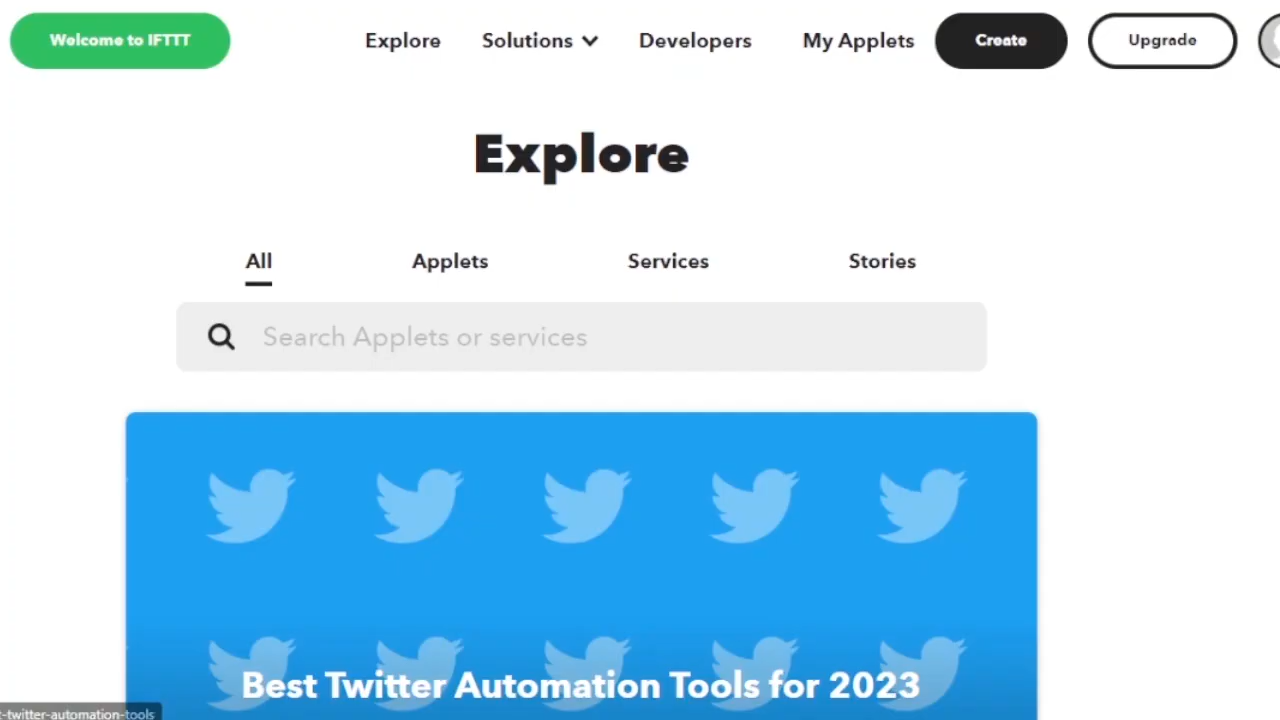 Welcome to IFTTT
Explore
Solutions
Developers
My Applets
Create
Upgrade
Explore
All
Applets
Services
Stories
Search Applets or services
Best Twitter Automation Tools for 2023
t-twitter-automation-tools